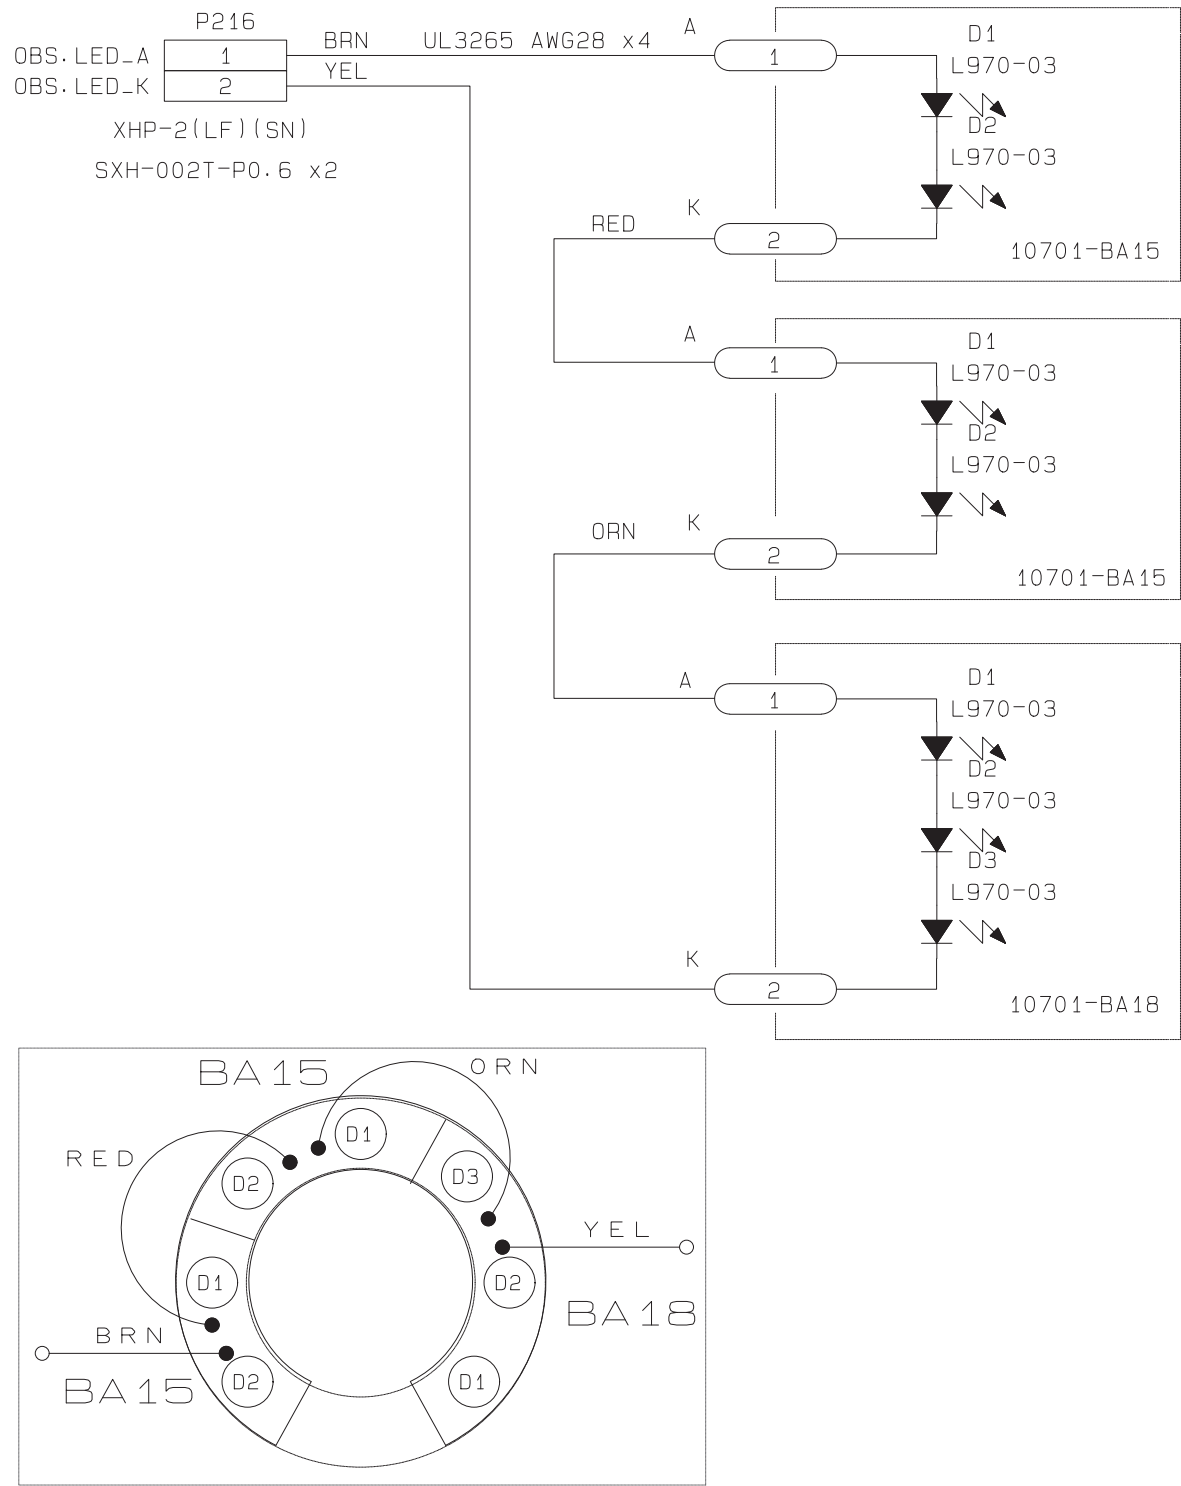 P216
OBS.LED_A 1 BRN UL3265 AWG28 x4 A 1
OBS.LED_K 2 YEL
XHP-2(LF)(SN)
SXH-002T-P0.6 x2
D1
L970-03
D2
L970-03
RED K 2
10701-BA15
A 1
D1
L970-03
D2
L970-03
ORN K 2
10701-BA15
A 1
D1
L970-03
D2
L970-03
D3
L970-03
K 2
10701-BA18
BA15 ORN
D1
RED D2 D3
YEL
D1 D2
BA18
BRN
BA15 D2 D1